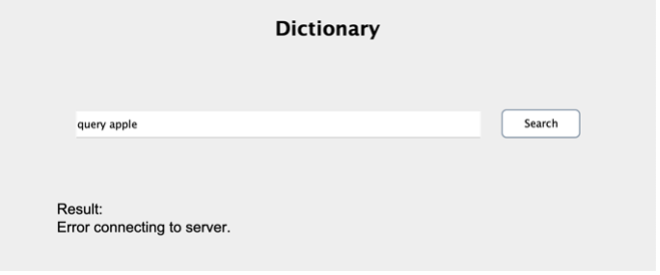 Dictionary
query apple
Search
Result:
Error connecting to server.